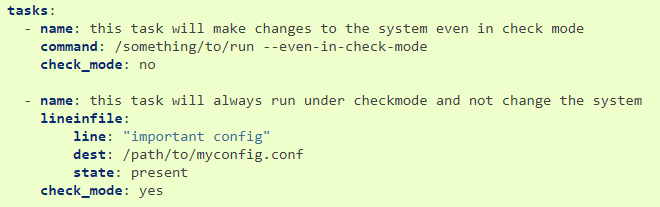 tasks:
  - name: this task will make changes to the system even in check mode
    command: /something/to/run --even-in-check-mode
    check_mode: no

  - name: this task will always run under checkmode and not change the system
    lineinfile:
        line: "important config"
        dest: /path/to/myconfig.conf
        state: present
    check_mode: yes